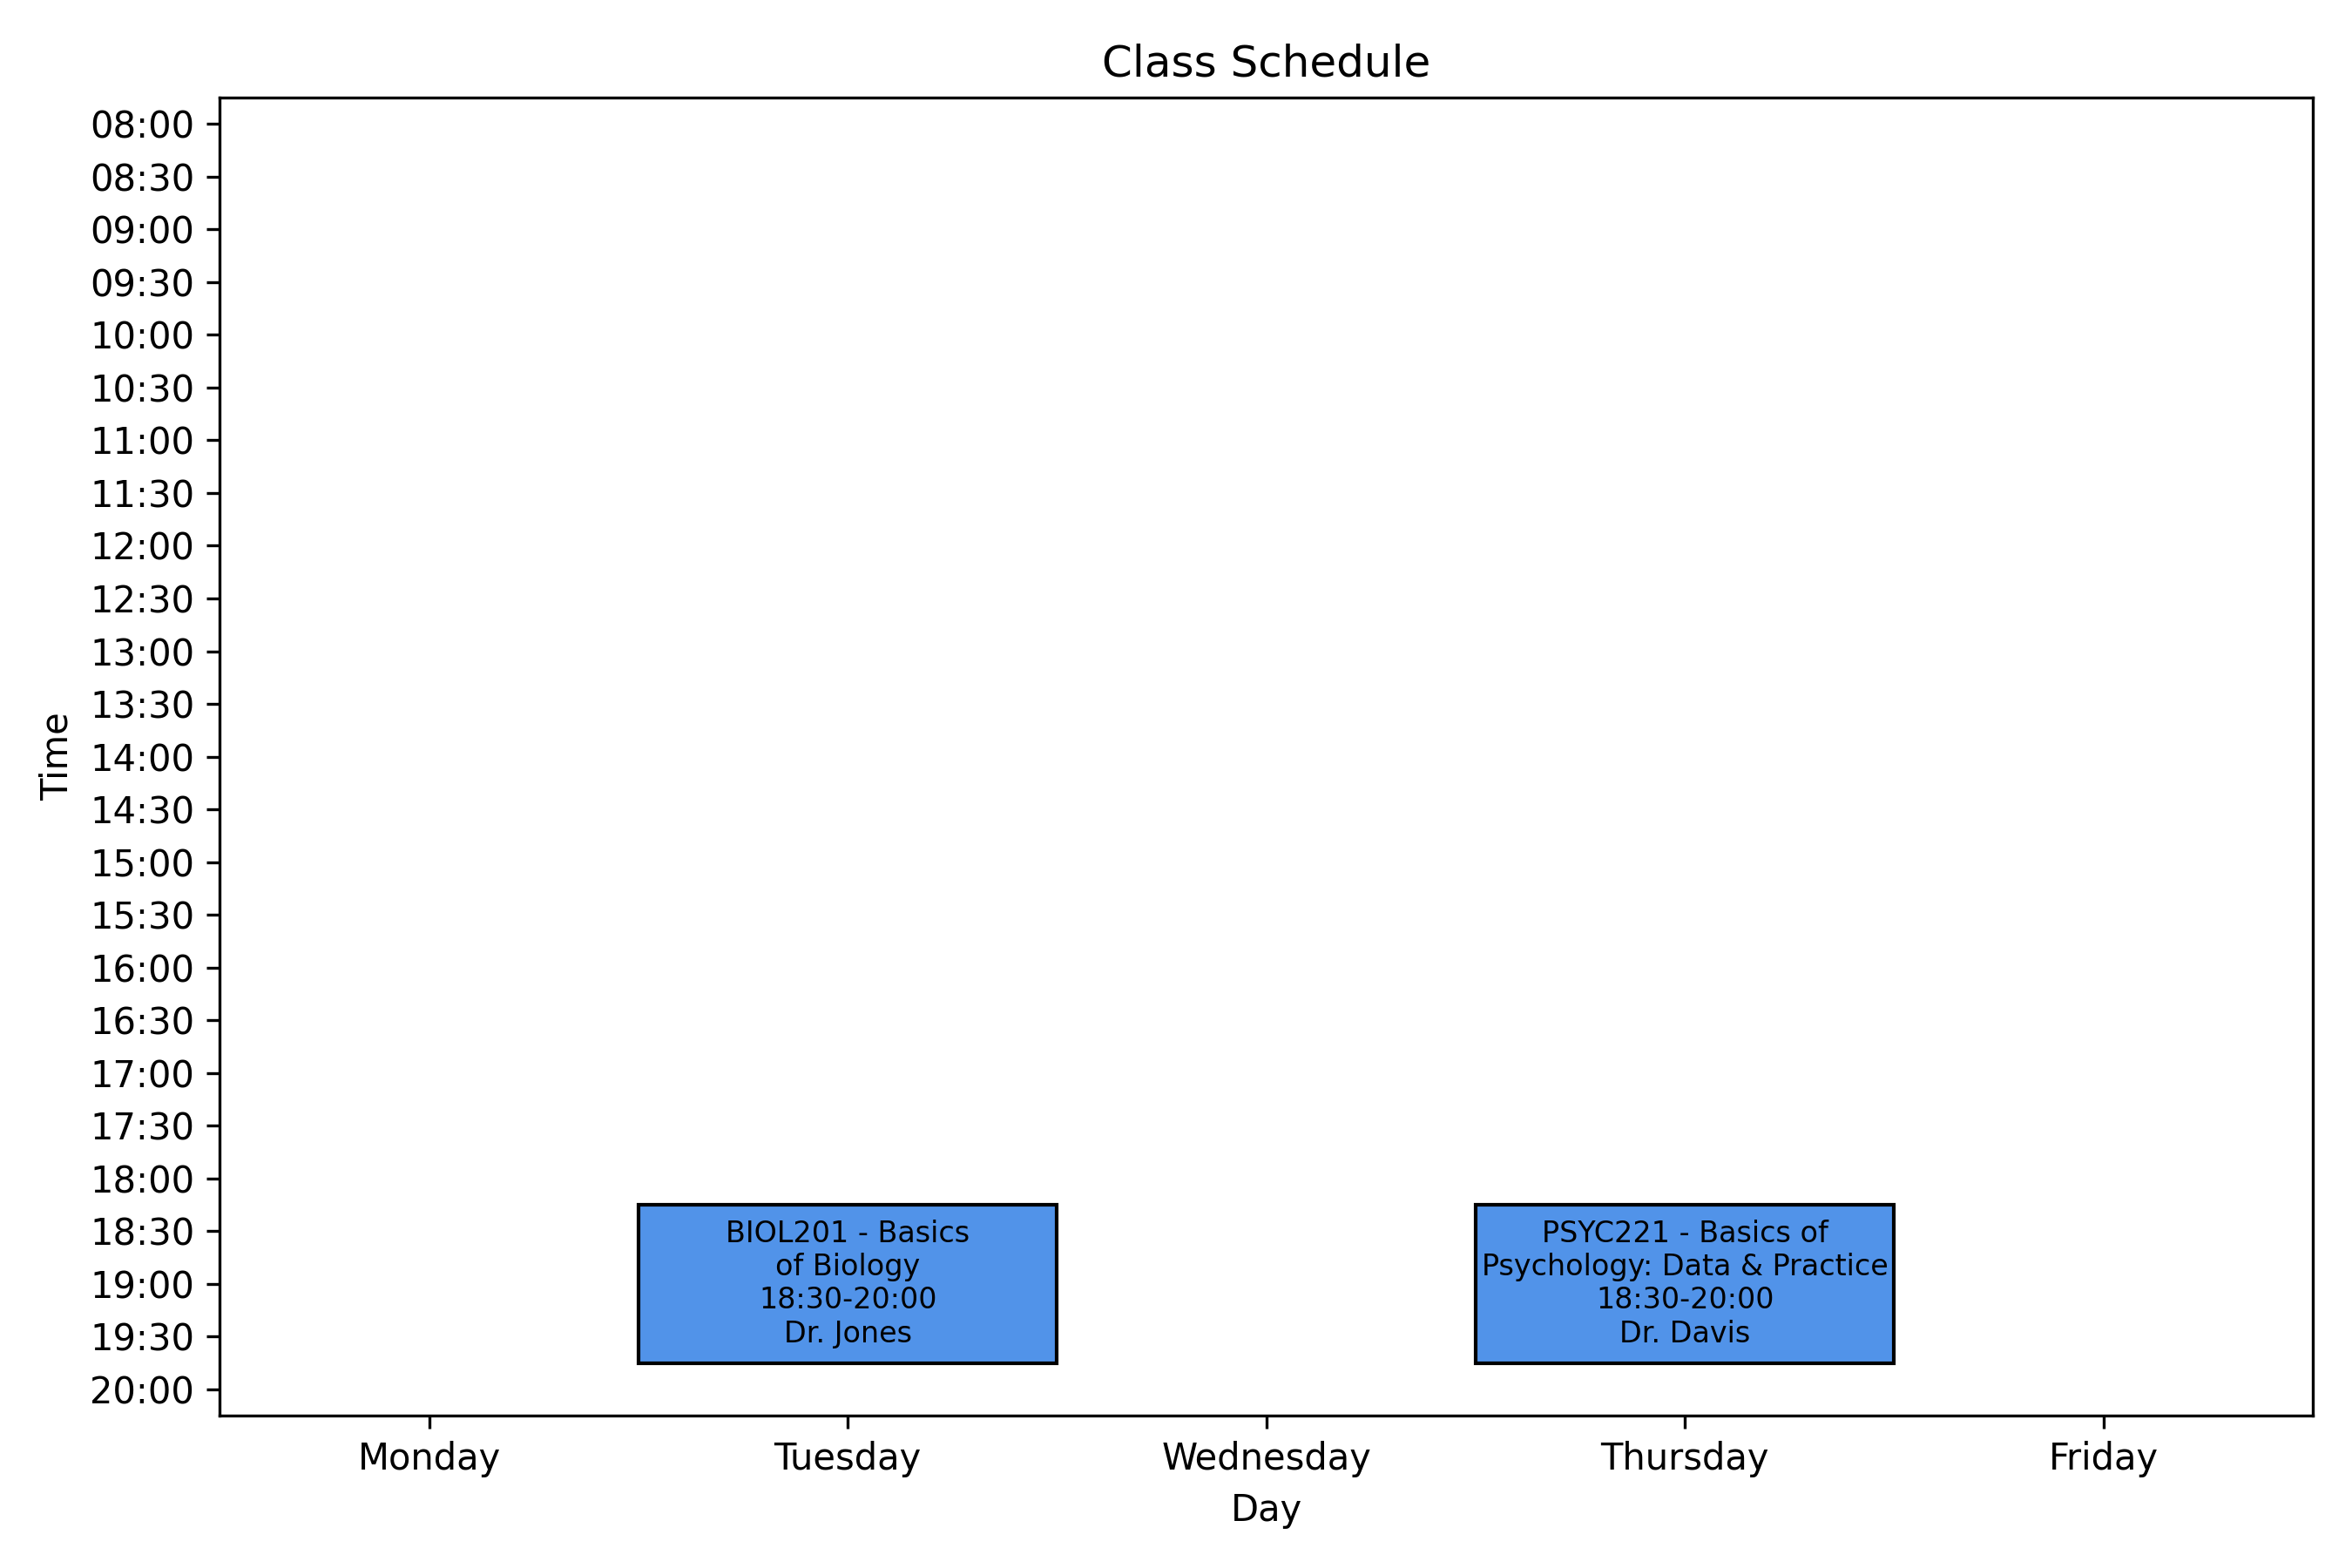 Class Schedule
Time
08:00
08:30
09:00
09:30
10:00
10:30
11:00
11:30
12:00
12:30
13:00
13:30
14:00
14:30
15:00
15:30
16:00
16:30
17:00
17:30
18:00
18:30
19:00
19:30
20:00
BIOL201 - Basics
of Biology
18:30-20:00
Dr. Jones
PSYC221 - Basics of
Psychology: Data & Practice
18:30-20:00
Dr. Davis
Monday
Tuesday
Wednesday
Thursday
Friday
Day